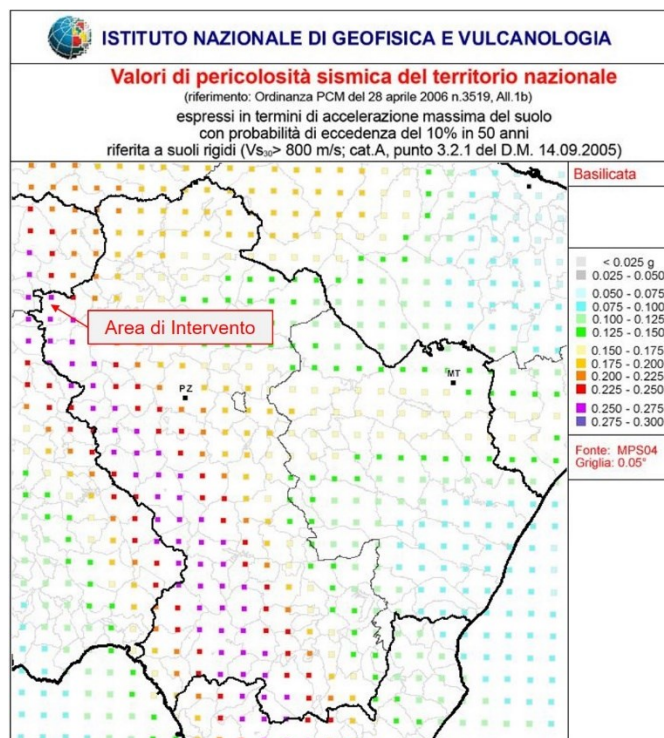 ISTITUTO NAZIONALE DI GEOFISICA E VULCANOLOGIA
Valori di pericolosità sismica del territorio nazionale
(riferimento: Ordinanza PCM del 28 aprile 2006 n.3519, All.1b)
espressi in termini di accelerazione massima del suolo
con probabilità di eccedenza del 10% in 50 anni
riferita a suoli rigidi (Vs₃₀> 800 m/s; cat.A, punto 3.2.1 del D.M. 14.09.2005)
Basilicata
< 0.025 g
0.025 - 0.050
0.050 - 0.075
0.075 - 0.100
0.100 - 0.125
0.125 - 0.150
0.150 - 0.175
0.175 - 0.200
0.200 - 0.225
0.225 - 0.250
0.250 - 0.275
0.275 - 0.300
Fonte: MPS04
Griglia: 0.05°
Area di Intervento
PZ
MT